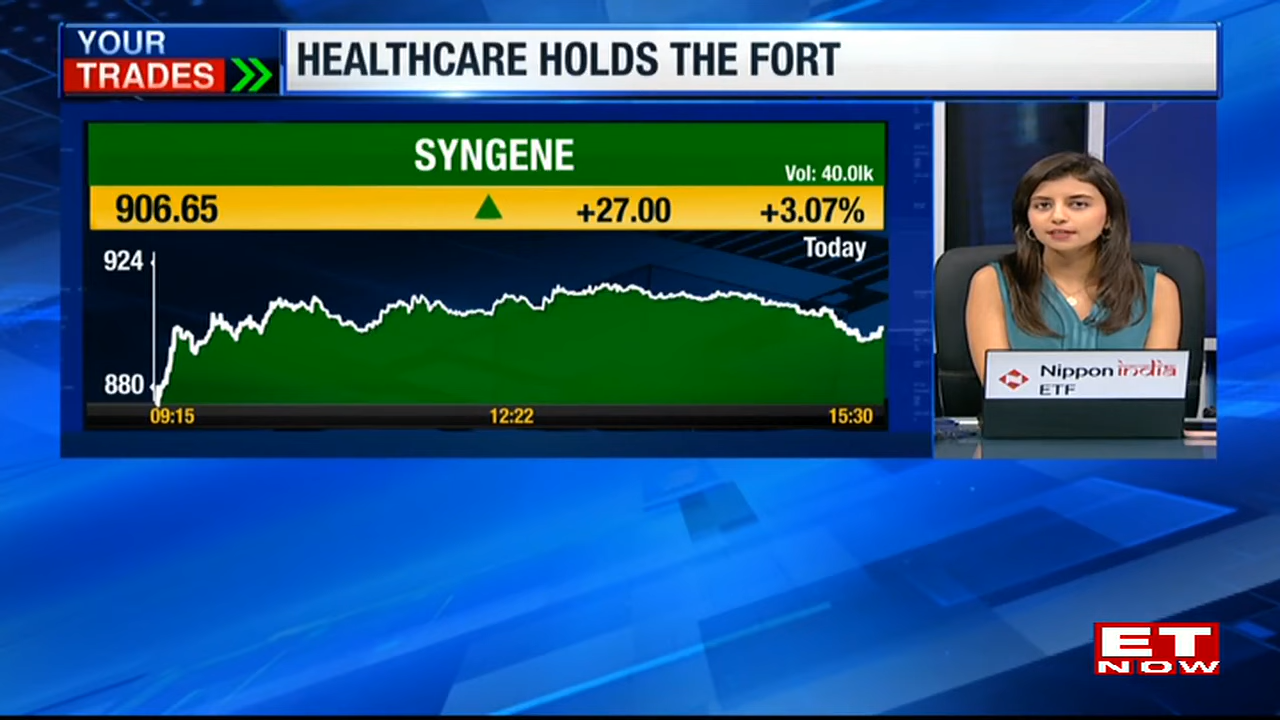 YOUR
TRADES
HEALTHCARE HOLDS THE FORT
SYNGENE
Vol: 40.0lk
906.65 +27.00 +3.07%
Today
924
880
09:15 12:22 15:30
Nippon india
ETF
ET
NOW